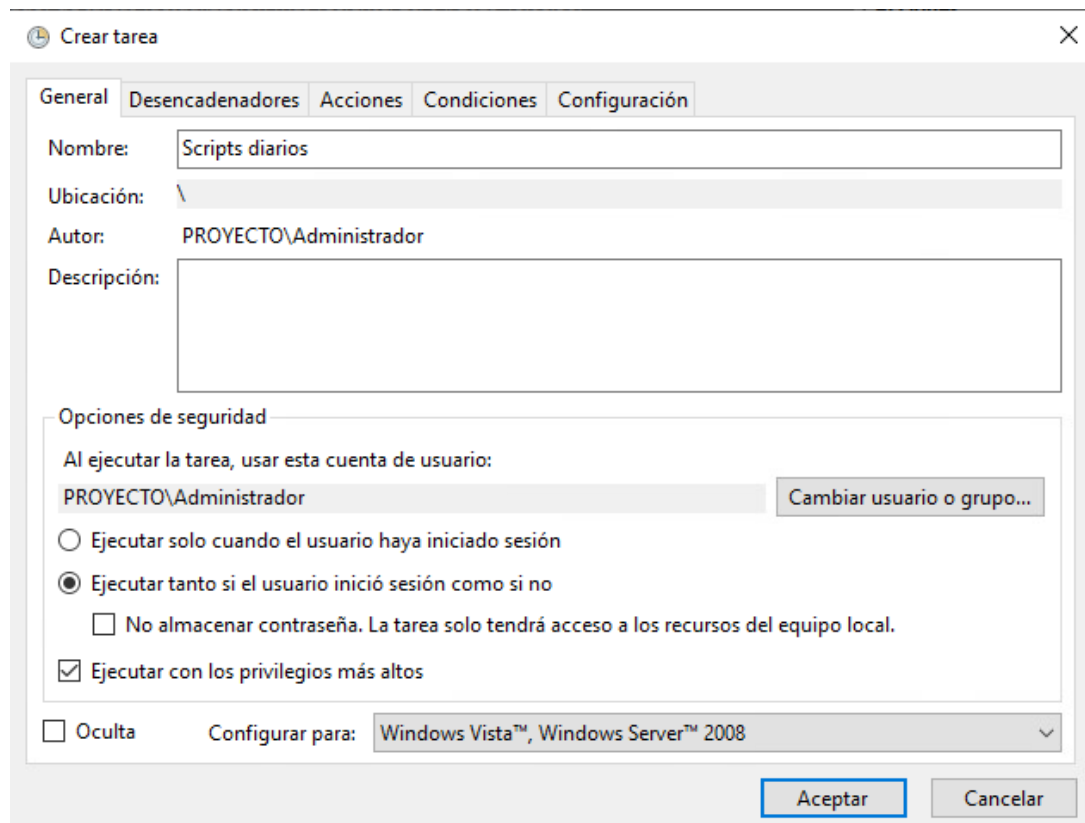 Crear tarea
General Desencadenadores Acciones Condiciones Configuración
Nombre: Scripts diarios
Ubicación: \
Autor: PROYECTO\Administrador
Descripción:
Opciones de seguridad
Al ejecutar la tarea, usar esta cuenta de usuario:
PROYECTO\Administrador Cambiar usuario o grupo...
Ejecutar solo cuando el usuario haya iniciado sesión
Ejecutar tanto si el usuario inició sesión como si no
No almacenar contraseña. La tarea solo tendrá acceso a los recursos del equipo local.
Ejecutar con los privilegios más altos
Oculta Configurar para: Windows Vista™, Windows Server™ 2008
Aceptar Cancelar